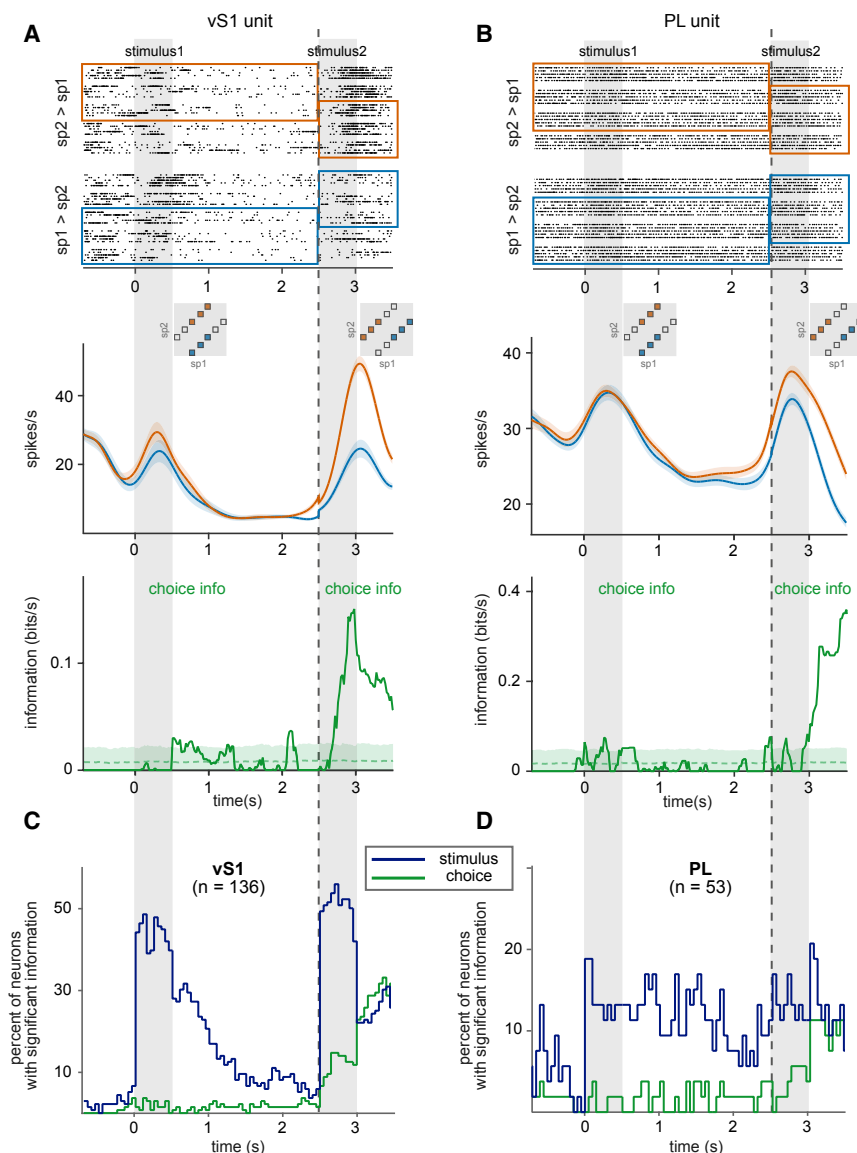 A
vS1 unit
stimulus1
stimulus2
sp2 > sp1
sp1 > sp2
0
1
2
3
sp2
sp1
sp2
sp1
spikes/s
40
20
0
1
2
3
information (bits/s)
0.1
0
choice info
choice info
0
1
2
3
time(s)
B
PL unit
stimulus1
stimulus2
sp2 > sp1
sp1 > sp2
0
1
2
3
sp2
sp1
sp2
sp1
spikes/s
40
30
20
0
1
2
3
information (bits/s)
0.4
0.2
0
choice info
choice info
0
1
2
3
time(s)
C
vS1
(n = 136)
stimulus
choice
percent of neurons
with significant information
50
30
10
0
1
2
3
time (s)
D
PL
(n = 53)
percent of neurons
with significant information
20
10
0
1
2
3
time (s)